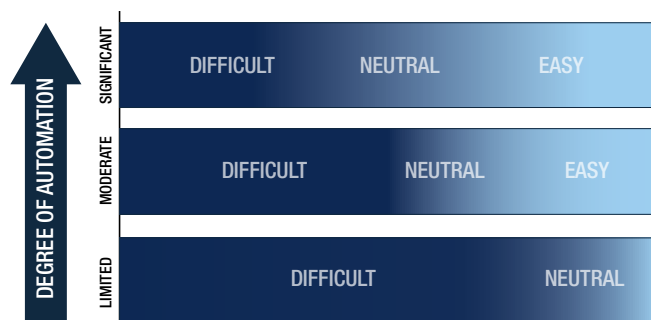 DEGREE OF AUTOMATION
SIGNIFICANT
DIFFICULT NEUTRAL EASY
MODERATE
DIFFICULT NEUTRAL EASY
LIMITED
DIFFICULT NEUTRAL